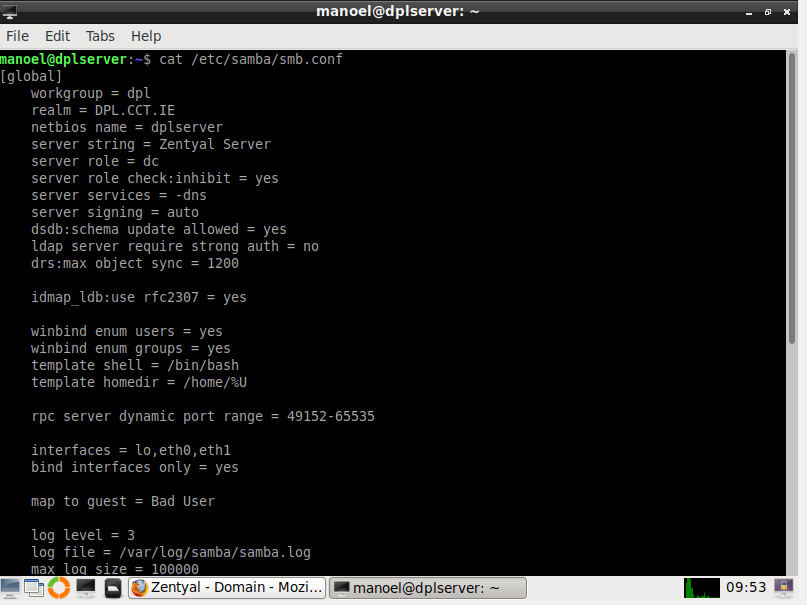 manoel@dplserver: ~
File Edit Tabs Help
manoel@dplserver:~$ cat /etc/samba/smb.conf
[global]
workgroup = dpl
realm = DPL.CCT.IE
netbios name = dplserver
server string = Zentyal Server
server role = dc
server role check:inhibit = yes
server services = -dns
server signing = auto
dsdb:schema update allowed = yes
ldap server require strong auth = no
drs:max object sync = 1200
idmap_ldb:use rfc2307 = yes
winbind enum users = yes
winbind enum groups = yes
template shell = /bin/bash
template homedir = /home/%U
rpc server dynamic port range = 49152-65535
interfaces = lo,eth0,eth1
bind interfaces only = yes
map to guest = Bad User
log level = 3
log file = /var/log/samba/samba.log
max log size = 100000
Zentyal - Domain - Mozi... manoel@dplserver: ~ 09:53